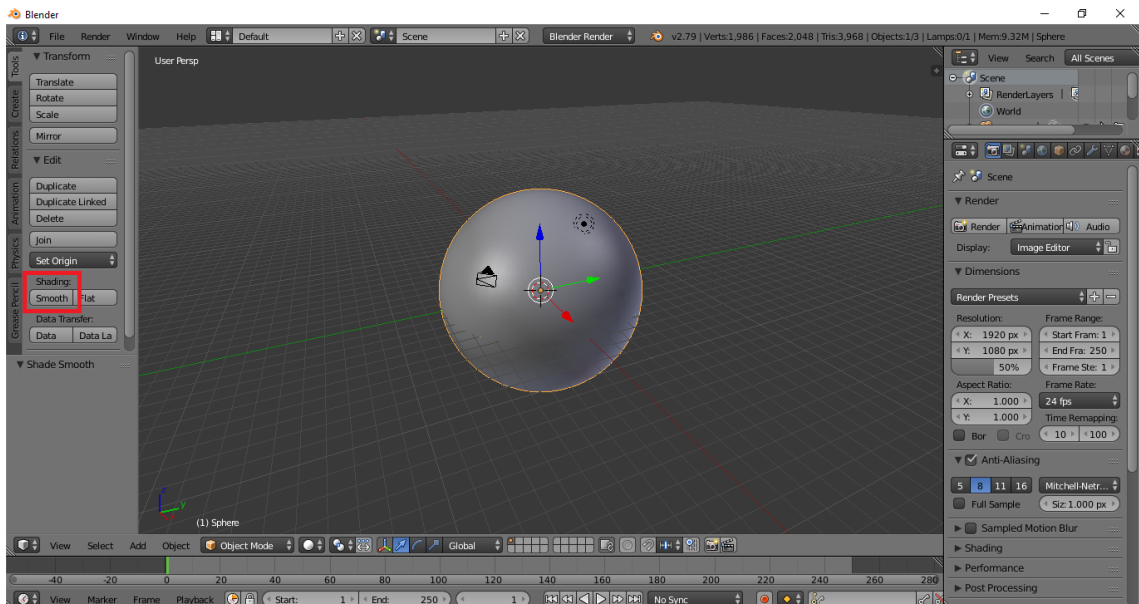 Blender
File Render Window Help Default Scene Blender Render v2.79 | Verts:1,986 | Faces:2,048 | Tris:3,968 | Objects:1/3 | Lamps:0/1 | Mem:9.32M | Sphere
Tools
Create
Relations
Animation
Physics
Grease Pencil
Transform
Translate
Rotate
Scale
Mirror
Edit
Duplicate
Duplicate Linked
Delete
Join
Set Origin
Shading:
Smooth Flat
Data Transfer:
Data Data La
Shade Smooth
User Persp
z
y
(1) Sphere
View Select Add Object Object Mode Global
-40 -20 0 20 40 60 80 100 120 140 160 180 200 220 240 260 280
View Marker Frame Playback Start: 1 End: 250 1 No Sync
View Search All Scenes
Scene
RenderLayers |
World
Scene
Render
Render Animation Audio
Display: Image Editor
Dimensions
Render Presets
Resolution: Frame Range:
X: 1920 px Start Fram: 1
Y: 1080 px End Fra: 250
50% Frame Ste: 1
Aspect Ratio: Frame Rate:
X: 1.000 24 fps
Y: 1.000 Time Remapping:
Bor Cro 10 100
Anti-Aliasing
5 8 11 16 Mitchell-Netr...
Full Sample Siz: 1.000 px
Sampled Motion Blur
Shading
Performance
Post Processing